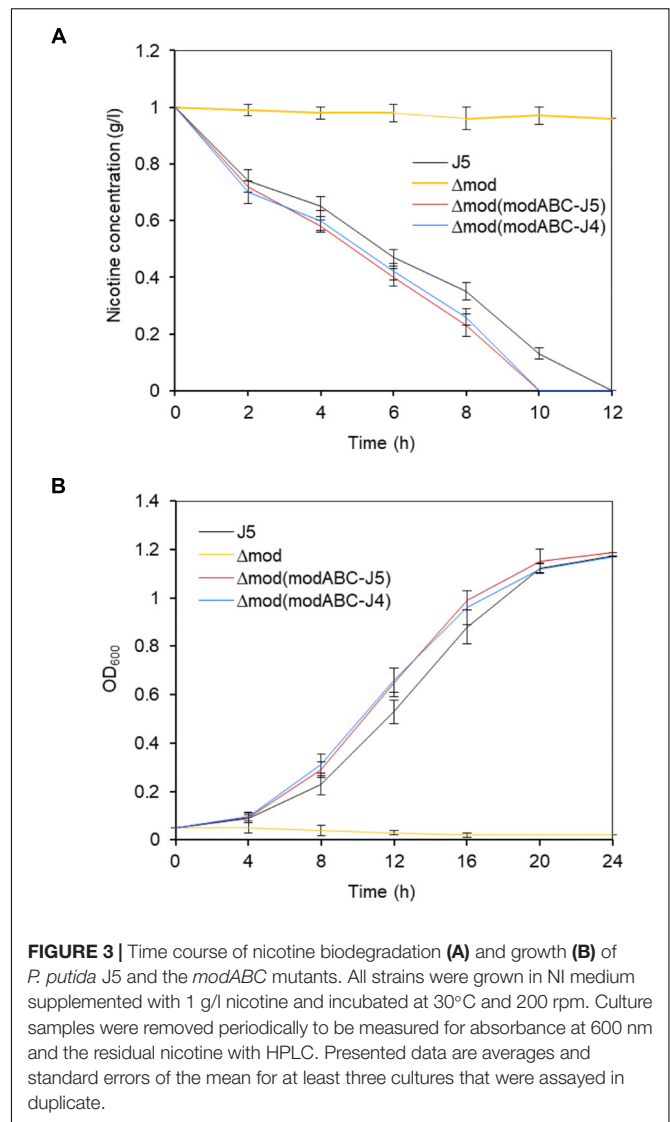 A
1.2
1
0.8
0.6
0.4
0.2
0
Nicotine concentration (g/l)
J5
Δmod
Δmod(modABC-J5)
Δmod(modABC-J4)
0 2 4 6 8 10 12
Time (h)
B
1.4
1.2
1
0.8
0.6
0.4
0.2
0
OD600
J5
Δmod
Δmod(modABC-J5)
Δmod(modABC-J4)
0 4 8 12 16 20 24
Time (h)
FIGURE 3 | Time course of nicotine biodegradation (A) and growth (B) of
P. putida J5 and the modABC mutants. All strains were grown in NI medium
supplemented with 1 g/l nicotine and incubated at 30°C and 200 rpm. Culture
samples were removed periodically to be measured for absorbance at 600 nm
and the residual nicotine with HPLC. Presented data are averages and
standard errors of the mean for at least three cultures that were assayed in
duplicate.